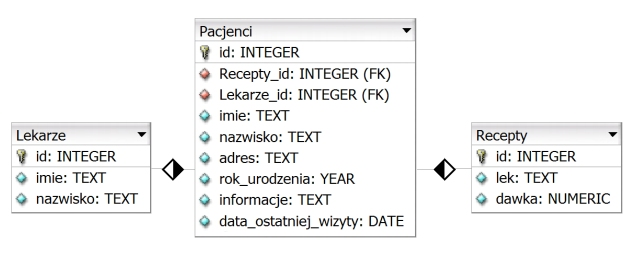 Lekarze
id: INTEGER
imie: TEXT
nazwisko: TEXT
Pacjenci
id: INTEGER
Recepty_id: INTEGER (FK)
Lekarze_id: INTEGER (FK)
imie: TEXT
nazwisko: TEXT
adres: TEXT
rok_urodzenia: YEAR
informacje: TEXT
data_ostatniej_wizyty: DATE
Recepty
id: INTEGER
lek: TEXT
dawka: NUMERIC